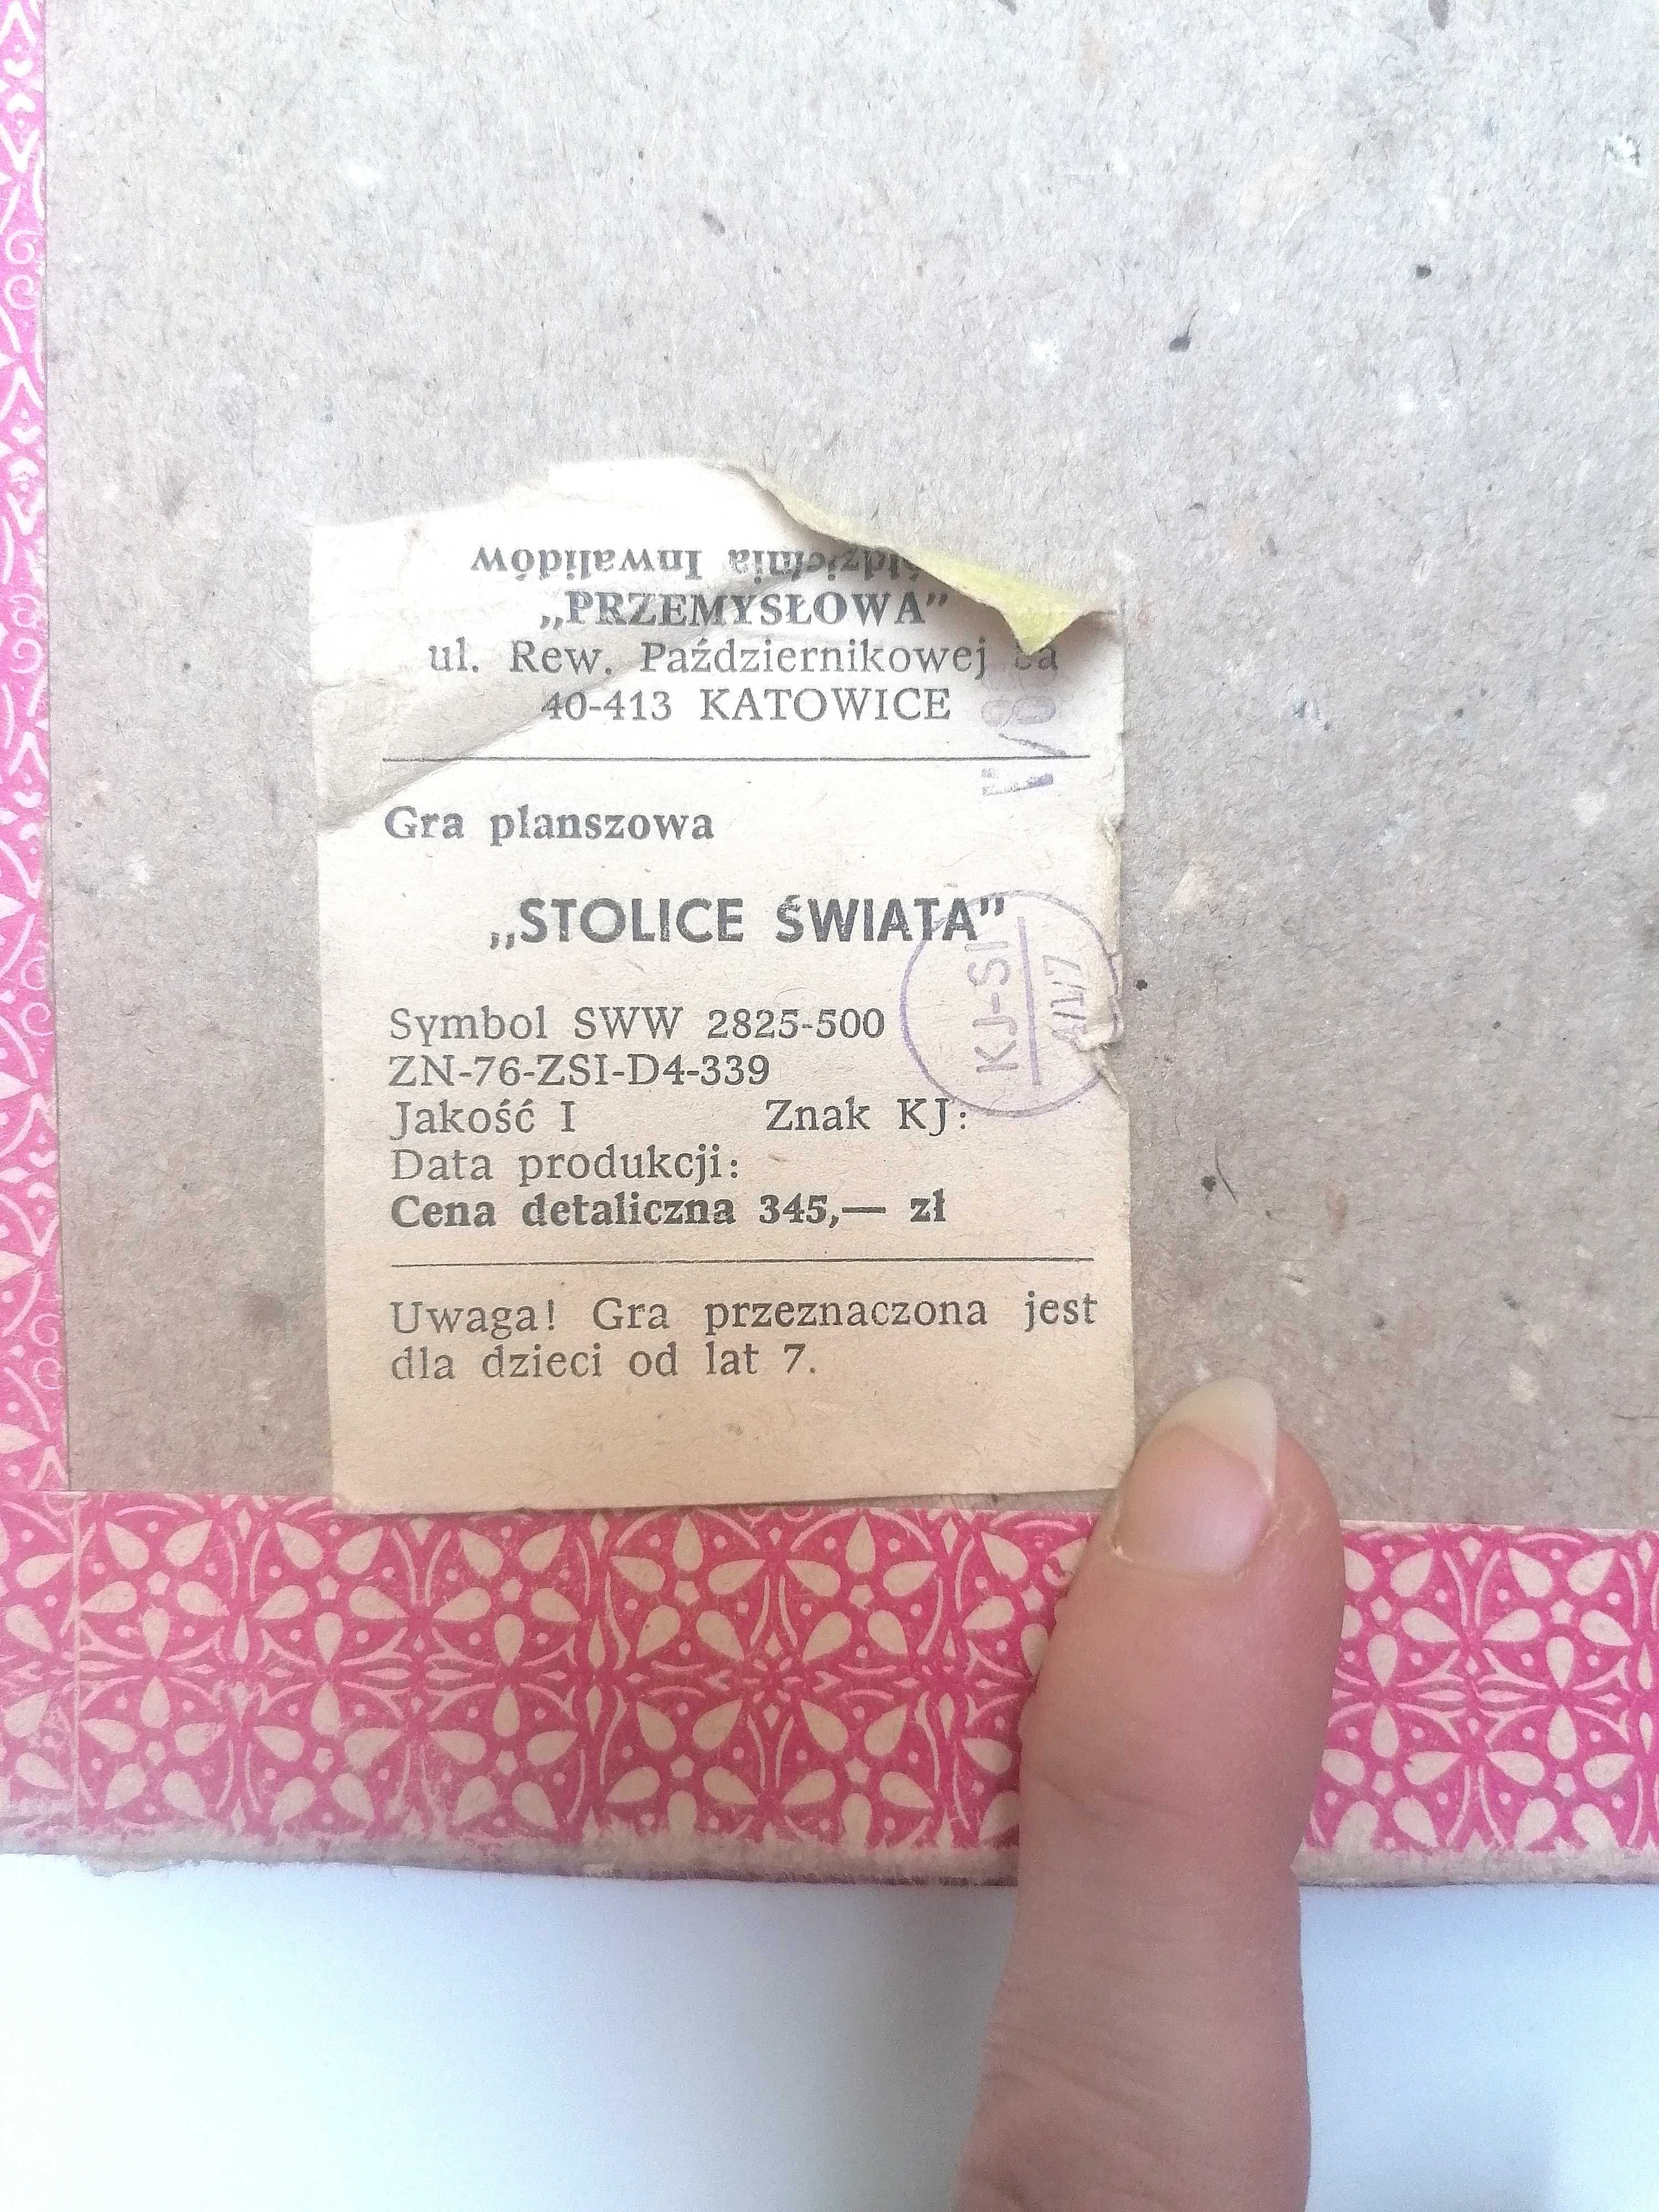 Inwalidów
„PRZEMYSŁOWA”
ul. Rew. Październikowej
40-413 KATOWICE
Gra planszowa
„STOLICE ŚWIATA”
Symbol SWW 2825-500
ZN-76-ZSI-D4-339
Jakość I Znak KJ:
Data produkcji:
Cena detaliczna 345,— zł
Uwaga! Gra przeznaczona jest
dla dzieci od lat 7.
KJ-SI